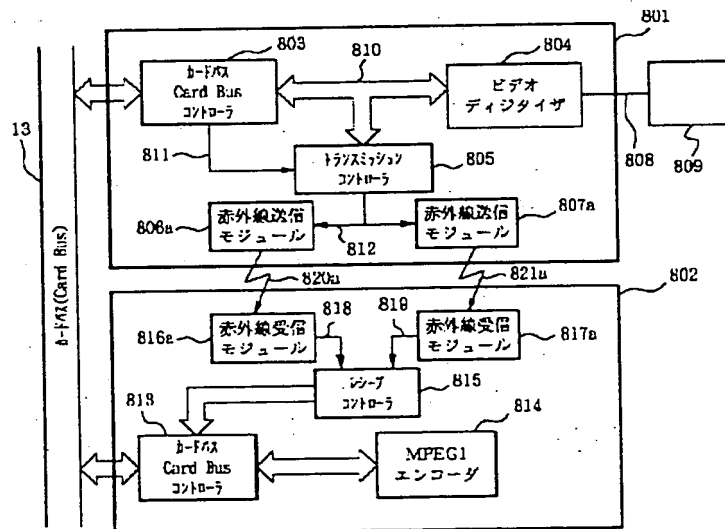 803
810
804
801
カードバス
Card Bus
コントローラ
ビデオ
ディジタイザ
13
811
トランスミッション
コントローラ
805
808
809
806a
赤外線送信
モジュール
812
赤外線送信
モジュール
807a
カードバス(Card Bus)
820a
821a
802
816a
赤外線受信
モジュール
818
819
赤外線受信
モジュール
817a
813
レシーブ
コントローラ
815
814
カードバス
Card Bus
コントローラ
MPEG1
エンコーダ